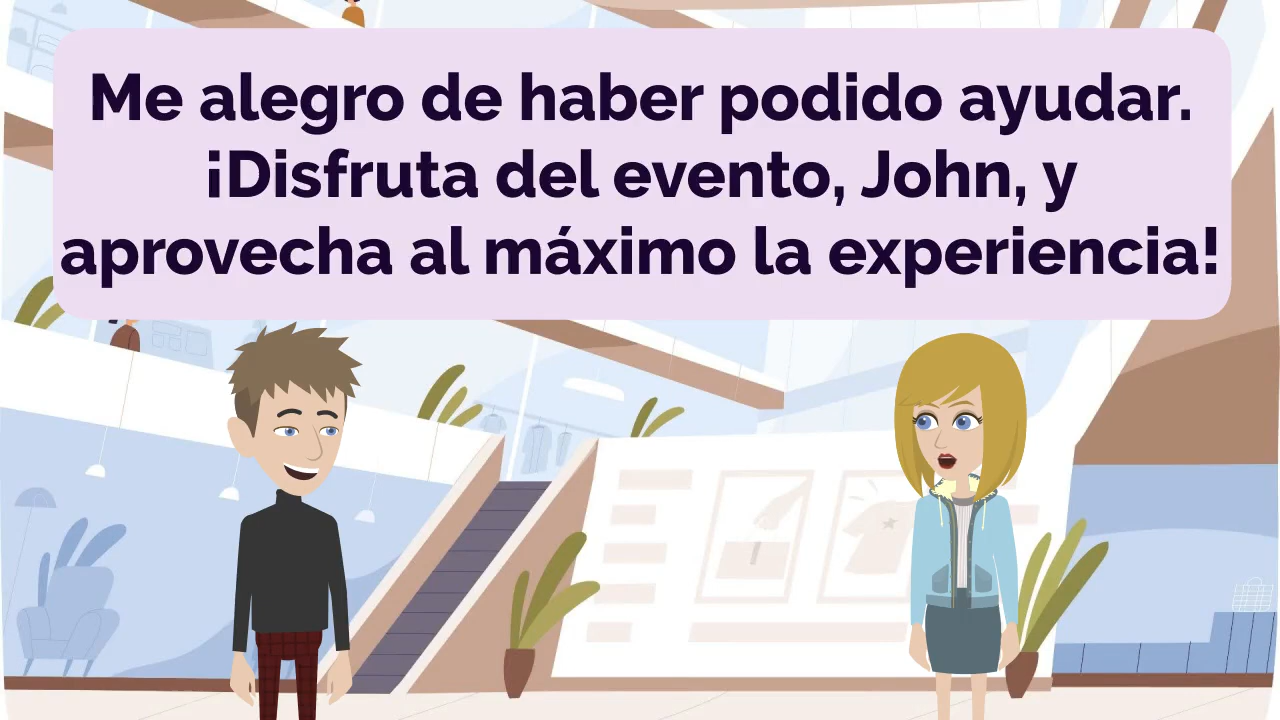 Me alegro de haber podido ayudar.
¡Disfruta del evento, John, y
aprovecha al máximo la experiencia!